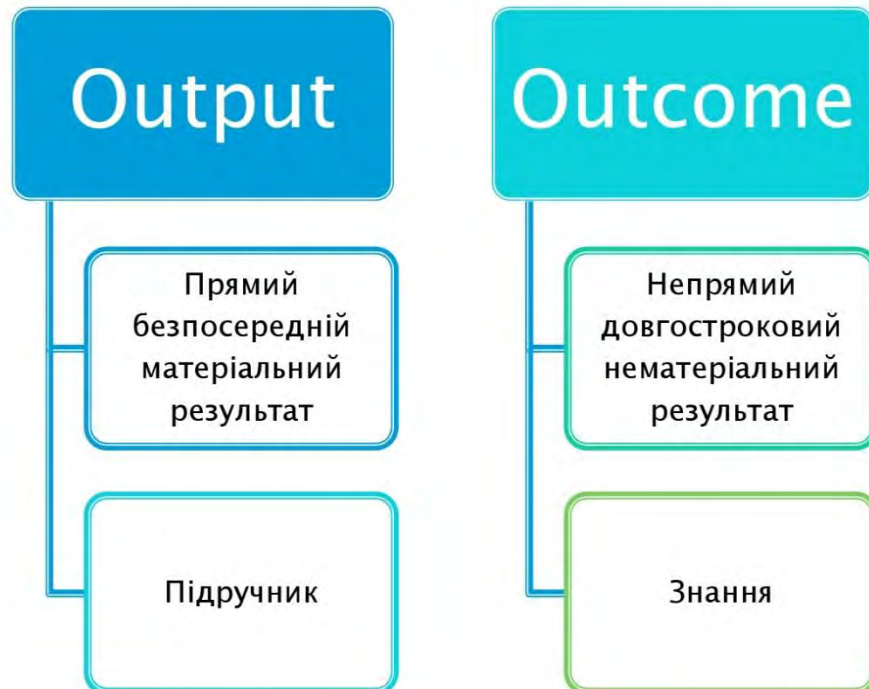 Output
Прямий
безпосередній
матеріальний
результат
Підручник
Outcome
Непрямий
довгостроковий
нематеріальний
результат
Знання